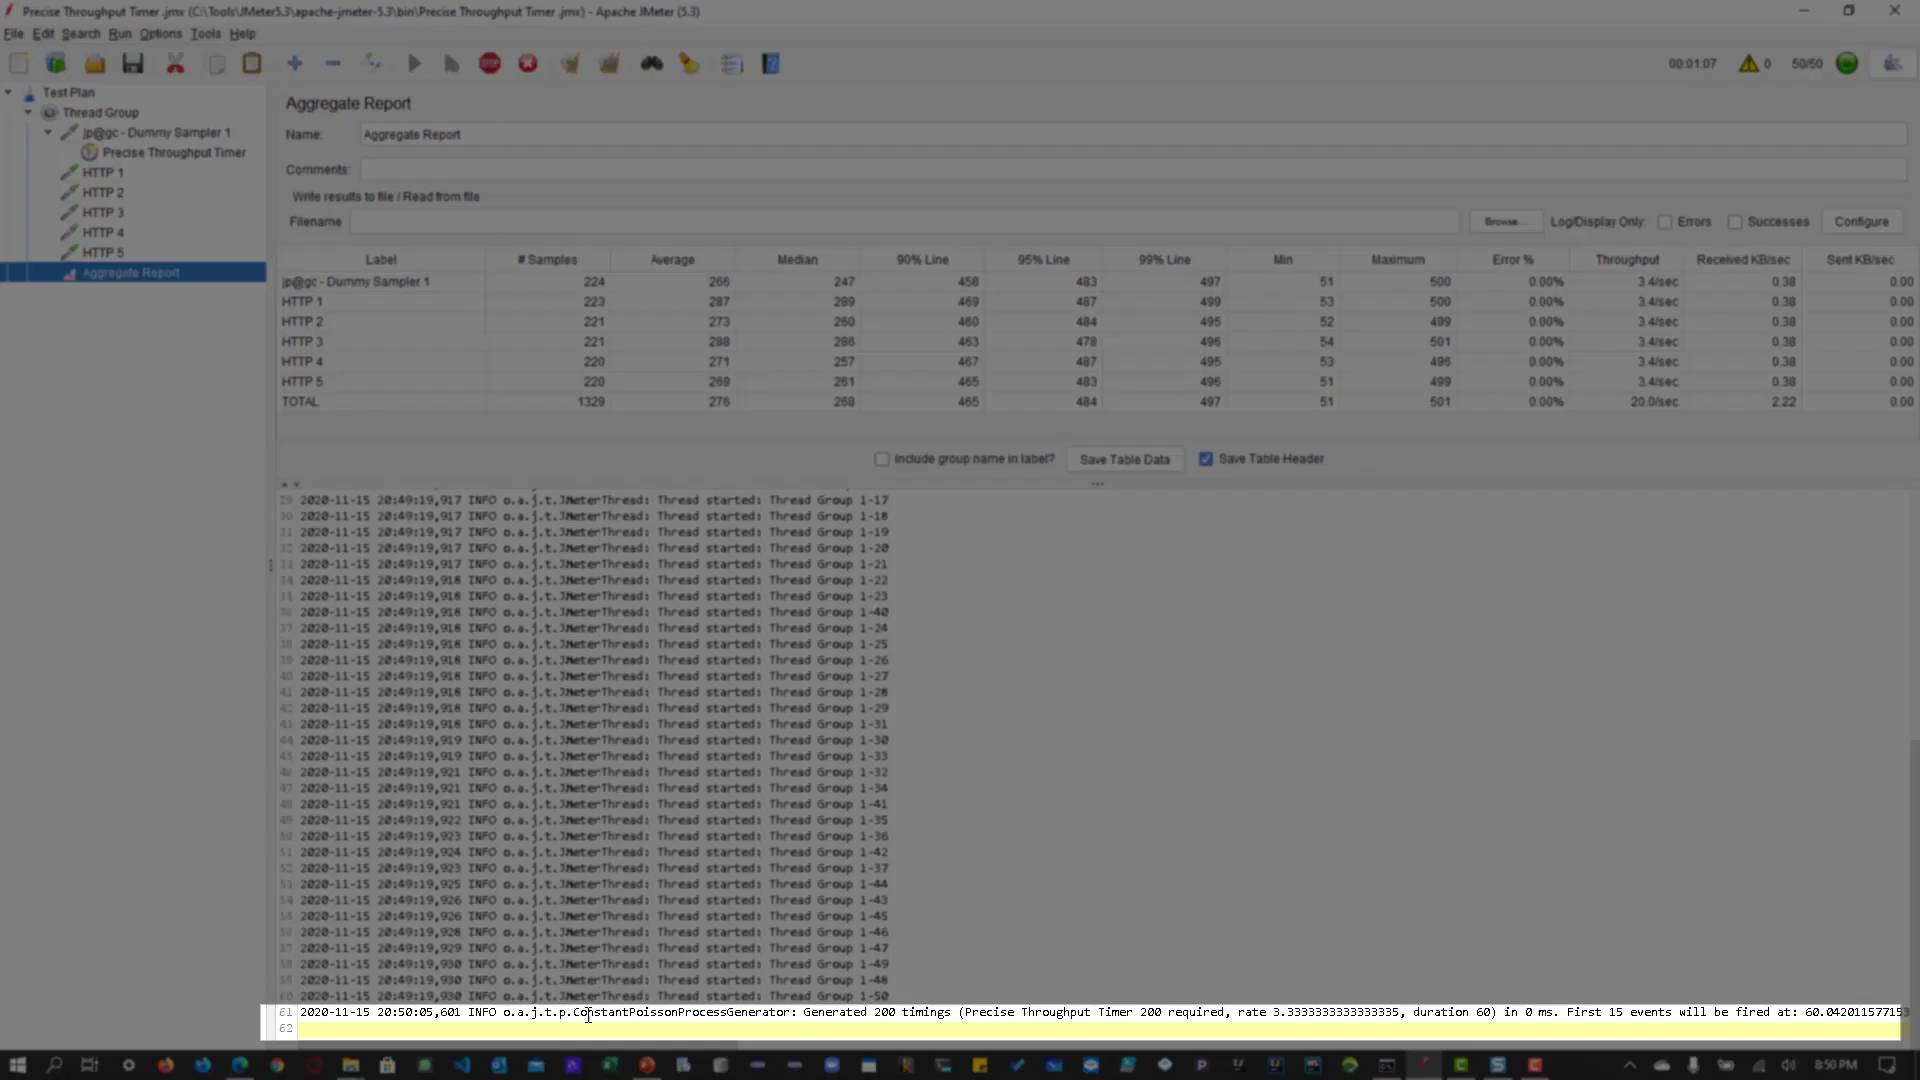 Precise Throughput Timer .jmx (C:\Tools\JMeter5.3\apache-jmeter-5.3\bin\Precise Throughput Timer .jmx) - Apache JMeter (5.3)
File Edit Search Run Options Tools Help
00:01:07 0 50/50
Test Plan
Thread Group
jp@gc - Dummy Sampler 1
Precise Throughput Timer
HTTP 1
HTTP 2
HTTP 3
HTTP 4
HTTP 5
Aggregate Report
Aggregate Report
Name: Aggregate Report
Comments:
Write results to file / Read from file
Filename Browse... Log/Display Only: Errors Successes Configure
Label # Samples Average Median 90% Line 95% Line 99% Line Min Maximum Error % Throughput Received KB/sec Sent KB/sec
jp@gc - Dummy Sampler 1 224 266 247 458 483 497 51 500 0.00% 3.4/sec 0.38 0.00
HTTP 1 223 287 289 469 487 499 53 500 0.00% 3.4/sec 0.38 0.00
HTTP 2 221 273 260 460 484 495 52 499 0.00% 3.4/sec 0.38 0.00
HTTP 3 221 288 286 463 478 496 54 501 0.00% 3.4/sec 0.38 0.00
HTTP 4 220 271 257 467 487 495 53 496 0.00% 3.4/sec 0.38 0.00
HTTP 5 220 269 261 465 483 496 51 499 0.00% 3.4/sec 0.38 0.00
TOTAL 1329 276 268 465 484 497 51 501 0.00% 20.0/sec 2.22 0.00
Include group name in label? Save Table Data Save Table Header
29 2020-11-15 20:49:19,917 INFO o.a.j.t.JMeterThread: Thread started: Thread Group 1-17
30 2020-11-15 20:49:19,917 INFO o.a.j.t.JMeterThread: Thread started: Thread Group 1-18
31 2020-11-15 20:49:19,917 INFO o.a.j.t.JMeterThread: Thread started: Thread Group 1-19
32 2020-11-15 20:49:19,917 INFO o.a.j.t.JMeterThread: Thread started: Thread Group 1-20
33 2020-11-15 20:49:19,917 INFO o.a.j.t.JMeterThread: Thread started: Thread Group 1-21
34 2020-11-15 20:49:19,918 INFO o.a.j.t.JMeterThread: Thread started: Thread Group 1-22
35 2020-11-15 20:49:19,918 INFO o.a.j.t.JMeterThread: Thread started: Thread Group 1-23
36 2020-11-15 20:49:19,918 INFO o.a.j.t.JMeterThread: Thread started: Thread Group 1-40
37 2020-11-15 20:49:19,918 INFO o.a.j.t.JMeterThread: Thread started: Thread Group 1-24
38 2020-11-15 20:49:19,918 INFO o.a.j.t.JMeterThread: Thread started: Thread Group 1-25
39 2020-11-15 20:49:19,918 INFO o.a.j.t.JMeterThread: Thread started: Thread Group 1-26
40 2020-11-15 20:49:19,918 INFO o.a.j.t.JMeterThread: Thread started: Thread Group 1-27
41 2020-11-15 20:49:19,918 INFO o.a.j.t.JMeterThread: Thread started: Thread Group 1-28
42 2020-11-15 20:49:19,918 INFO o.a.j.t.JMeterThread: Thread started: Thread Group 1-29
43 2020-11-15 20:49:19,918 INFO o.a.j.t.JMeterThread: Thread started: Thread Group 1-31
44 2020-11-15 20:49:19,919 INFO o.a.j.t.JMeterThread: Thread started: Thread Group 1-30
45 2020-11-15 20:49:19,919 INFO o.a.j.t.JMeterThread: Thread started: Thread Group 1-33
46 2020-11-15 20:49:19,921 INFO o.a.j.t.JMeterThread: Thread started: Thread Group 1-32
47 2020-11-15 20:49:19,921 INFO o.a.j.t.JMeterThread: Thread started: Thread Group 1-34
48 2020-11-15 20:49:19,921 INFO o.a.j.t.JMeterThread: Thread started: Thread Group 1-41
49 2020-11-15 20:49:19,922 INFO o.a.j.t.JMeterThread: Thread started: Thread Group 1-35
50 2020-11-15 20:49:19,923 INFO o.a.j.t.JMeterThread: Thread started: Thread Group 1-36
51 2020-11-15 20:49:19,924 INFO o.a.j.t.JMeterThread: Thread started: Thread Group 1-42
52 2020-11-15 20:49:19,923 INFO o.a.j.t.JMeterThread: Thread started: Thread Group 1-37
53 2020-11-15 20:49:19,925 INFO o.a.j.t.JMeterThread: Thread started: Thread Group 1-44
54 2020-11-15 20:49:19,926 INFO o.a.j.t.JMeterThread: Thread started: Thread Group 1-43
55 2020-11-15 20:49:19,926 INFO o.a.j.t.JMeterThread: Thread started: Thread Group 1-45
56 2020-11-15 20:49:19,928 INFO o.a.j.t.JMeterThread: Thread started: Thread Group 1-46
57 2020-11-15 20:49:19,929 INFO o.a.j.t.JMeterThread: Thread started: Thread Group 1-47
58 2020-11-15 20:49:19,930 INFO o.a.j.t.JMeterThread: Thread started: Thread Group 1-49
59 2020-11-15 20:49:19,930 INFO o.a.j.t.JMeterThread: Thread started: Thread Group 1-48
60 2020-11-15 20:49:19,930 INFO o.a.j.t.JMeterThread: Thread started: Thread Group 1-50
61 2020-11-15 20:50:05,601 INFO o.a.j.t.p.ConstantPoissonProcessGenerator: Generated 200 timings (Precise Throughput Timer 200 required, rate 3.3333333333333335, duration 60) in 0 ms. First 15 events will be fired at: 60.042011577153
62
8:50 PM